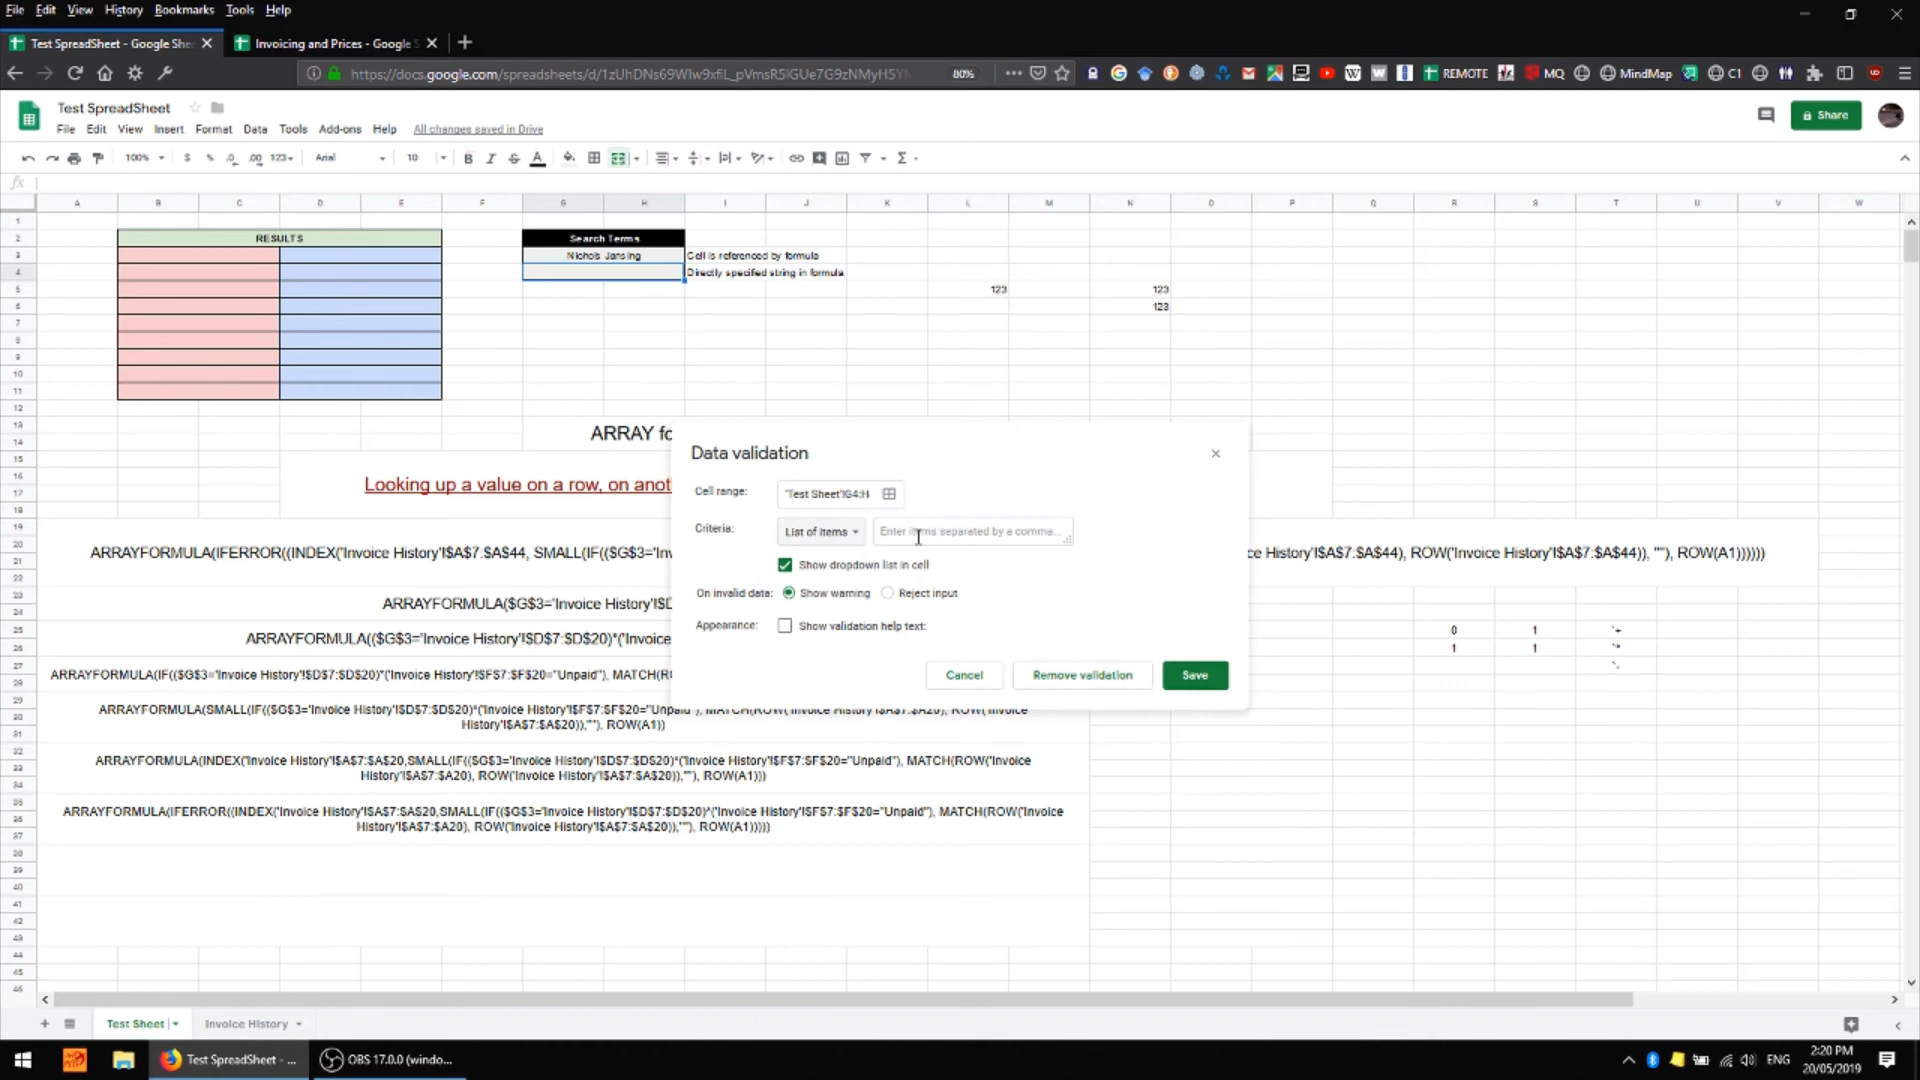 File Edit View History Bookmarks Tools Help
Test SpreadSheet - Google She
Invoicing and Prices - Google S
https://docs.google.com/spreadsheets/d/
80%
REMOTE
MQ
MindMap
C1
Test SpreadSheet
File Edit View Insert Format Data Tools Add-ons Help All changes saved in Drive
Share
100% $ % .0 .00 123 Arial 10
fx
A B C D E F G H I J K L M N O P Q R S T U V W
RESULTS
Search Terms
Nichols Jansing
Cell is referenced by formula
Directly specified string in formula
123 123
123
ARRAY fo
Looking up a value on a row, on anot
ARRAYFORMULA(IFERROR((INDEX('Invoice History'!$A$7:$A$44, SMALL(IF(($G$3='Inv
e History'!$A$7:$A$44), ROW('Invoice History'!$A$7:$A$44)), ""), ROW(A1))))))
ARRAYFORMULA($G$3='Invoice History'!$D
ARRAYFORMULA(($G$3='Invoice History'!$D$7:$D$20)*('Invoice
ARRAYFORMULA(IF(($G$3='Invoice History'!$D$7:$D$20)*('Invoice History'!$F$7:$F$20="Unpaid"), MATCH(R
ARRAYFORMULA(SMALL(IF(($G$3='Invoice History'!$D$7:$D$20)*('Invoice History'!$F$7:$F$20="Unpaid"), MATCH(ROW('Invoice History'!$A$7:$A20), ROW('Invoice
History'!$A$7:$A$20)),""), ROW(A1))
ARRAYFORMULA(INDEX('Invoice History'!$A$7:$A$20,SMALL(IF(($G$3='Invoice History'!$D$7:$D$20)*('Invoice History'!$F$7:$F$20="Unpaid"), MATCH(ROW('Invoice
History'!$A$7:$A20), ROW('Invoice History'!$A$7:$A$20)),""), ROW(A1)))
ARRAYFORMULA(IFERROR((INDEX('Invoice History'!$A$7:$A$20,SMALL(IF(($G$3='Invoice History'!$D$7:$D$20)*('Invoice History'!$F$7:$F$20="Unpaid"), MATCH(ROW('Invoice
History'!$A$7:$A20), ROW('Invoice History'!$A$7:$A$20)),""), ROW(A1)))))
0 1
1 1
Data validation
Cell range: 'Test Sheet'!G4:H
Criteria: List of items Enter items separated by a comma...
Show dropdown list in cell
On invalid data: Show warning Reject input
Appearance: Show validation help text:
Cancel Remove validation Save
Test Sheet Invoice History
Test SpreadSheet - ...
OBS 17.0.0 (windo...
ENG
2:20 PM
20/05/2019